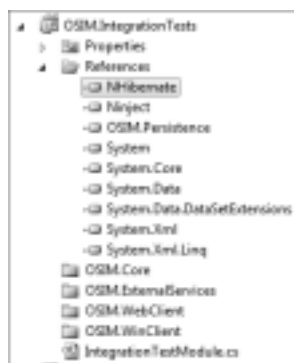 OSIM.IntegrationTests
Properties
References
NHibernate
Ninject
OSIM.Persistence
System
System.Core
System.Data
System.Data.DataSetExtensions
System.Xml
System.Xml.Linq
OSIM.Core
OSIM.ExternalServices
OSIM.WebClient
OSIM.WinClient
IntegrationTestModule.cs